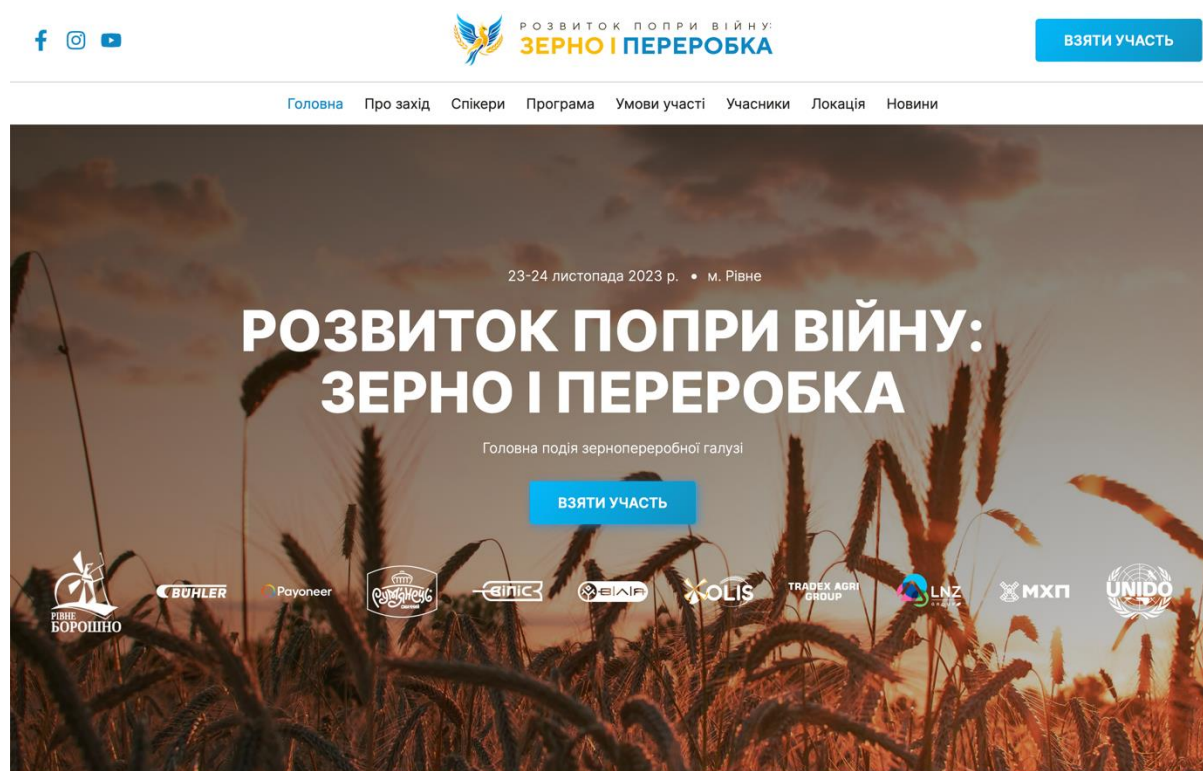 РОЗВИТОК ПОПРИ ВІЙНУ:
ЗЕРНО І ПЕРЕРОБКА
ВЗЯТИ УЧАСТЬ
Головна Про захід Спікери Програма Умови участі Учасники Локація Новини
23-24 листопада 2023 р. • м. Рівне
РОЗВИТОК ПОПРИ ВІЙНУ:
ЗЕРНО І ПЕРЕРОБКА
Головна подія зернопереробної галузі
ВЗЯТИ УЧАСТЬ
РІВНЕ
БОРОШНО
BÜHLER
Payoneer
Рум'янець
OLIS
TRADEX AGRI
GROUP
LNZ
МХП
UNIDO